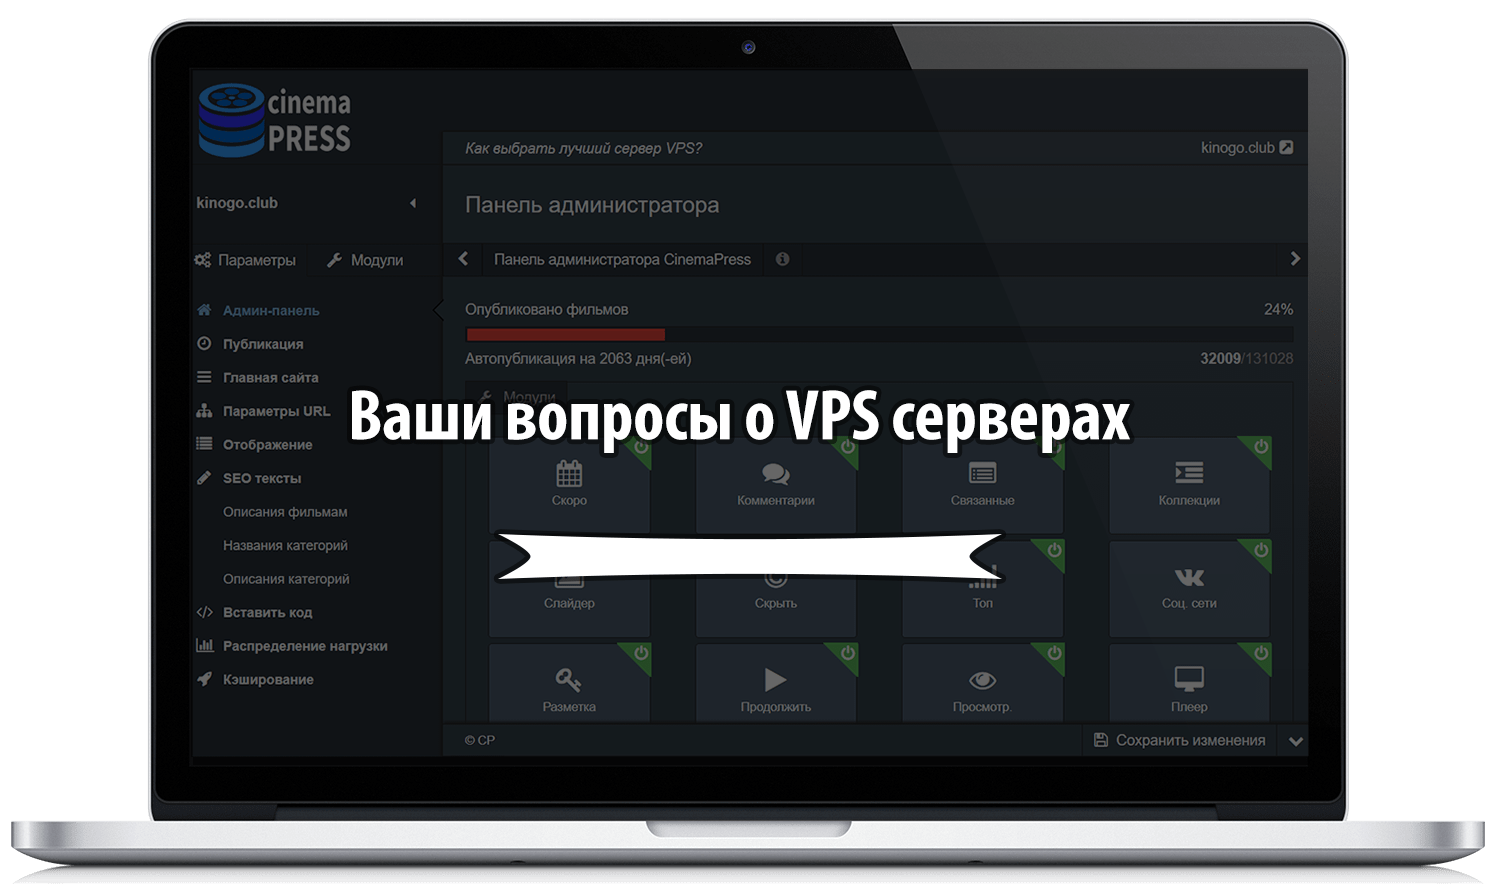 cinema
PRESS
Как выбрать лучший сервер VPS?
kinogo.club
kinogo.club
Панель администратора
Параметры
Модули
Панель администратора CinemaPress
Админ-панель
Публикация
Главная сайта
Параметры URL
Отображение
SEO тексты
Описания фильмам
Названия категорий
Описания категорий
Вставить код
Распределение нагрузки
Кэширование
Опубликовано фильмов
24%
Автопубликация на 2063 дня(-ей)
32009/131028
Модули
Ваши вопросы о VPS серверах
Скоро
Комментарии
Связанные
Коллекции
Слайдер
Скрыть
Топ
Соц. сети
Разметка
Продолжить
Просмотр.
Плеер
© CP
Сохранить изменения